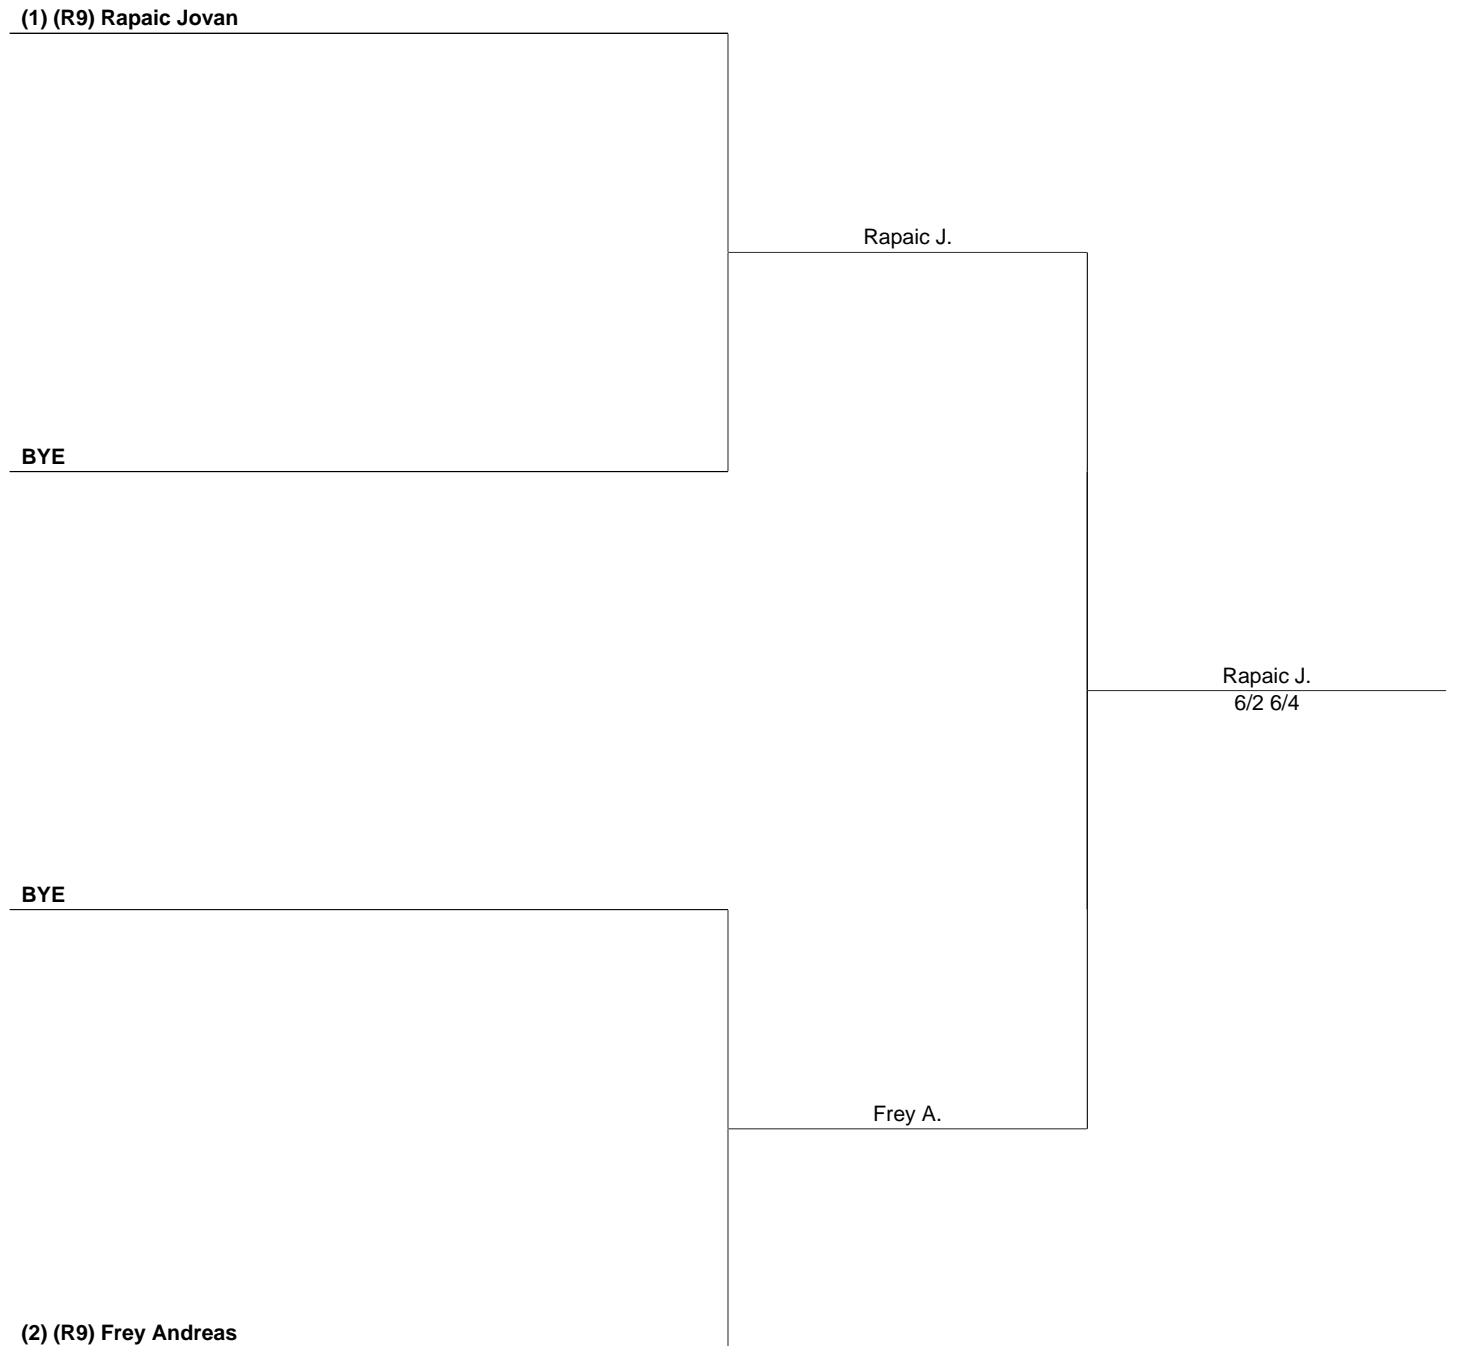 (1) (R9) Rapaic Jovan
Rapaic J.
BYE
Rapaic J.
6/2 6/4
BYE
Frey A.
(2) (R9) Frey Andreas